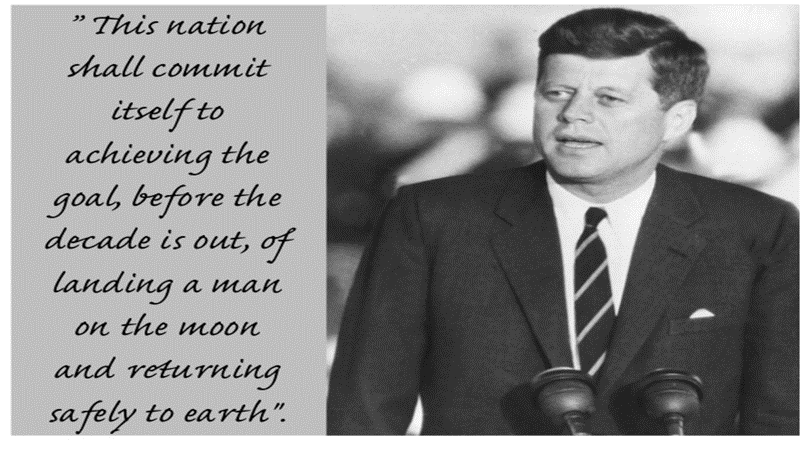 ” This nation
shall commit
itself to
achieving the
goal, before the
decade is out, of
landing a man
on the moon
and returning
safely to earth”.